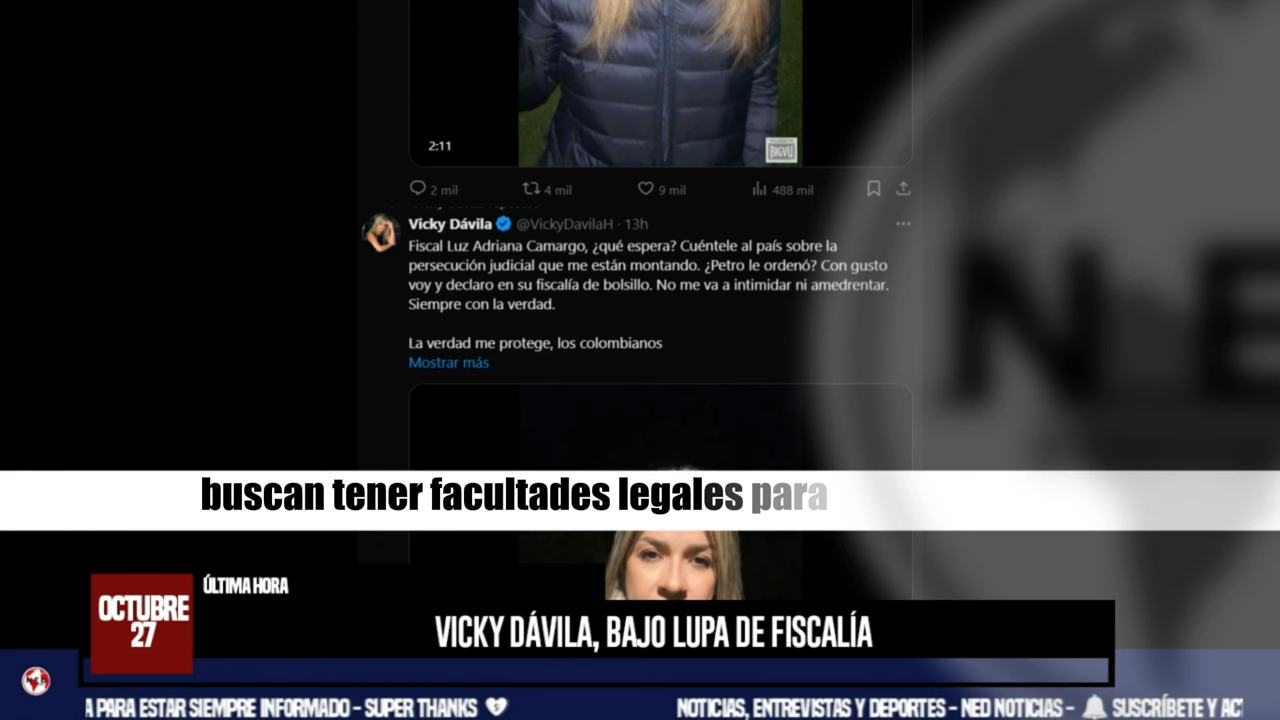 2:11
BIGVU
2 mil
4 mil
9 mil
488 mil
Vicky Dávila @VickyDavilaH · 13h
Fiscal Luz Adriana Camargo, ¿qué espera? Cuéntele al país sobre la
persecución judicial que me están montando. ¿Petro le ordenó? Con gusto
voy y declaro en su fiscalía de bolsillo. No me va a intimidar ni amedrentar.
Siempre con la verdad.
La verdad me protege, los colombianos
Mostrar más
NE
buscan tener facultades legales para
ÚLTIMA HORA
OCTUBRE
27
VICKY DÁVILA, BAJO LUPA DE FISCALÍA
A PARA ESTAR SIEMPRE INFORMADO - SUPER THANKS
NOTICIAS, ENTREVISTAS Y DEPORTES - NED NOTICIAS - SUSCRÍBETE Y AC